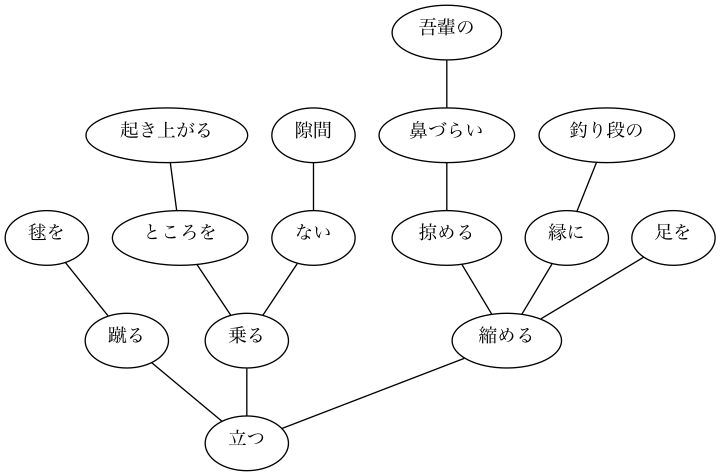 吾輩の
起き上がる
隙間
鼻づらい
釣り段の
毬を
ところを
ない
掠める
縁に
足を
蹴る
乗る
縮める
立つ